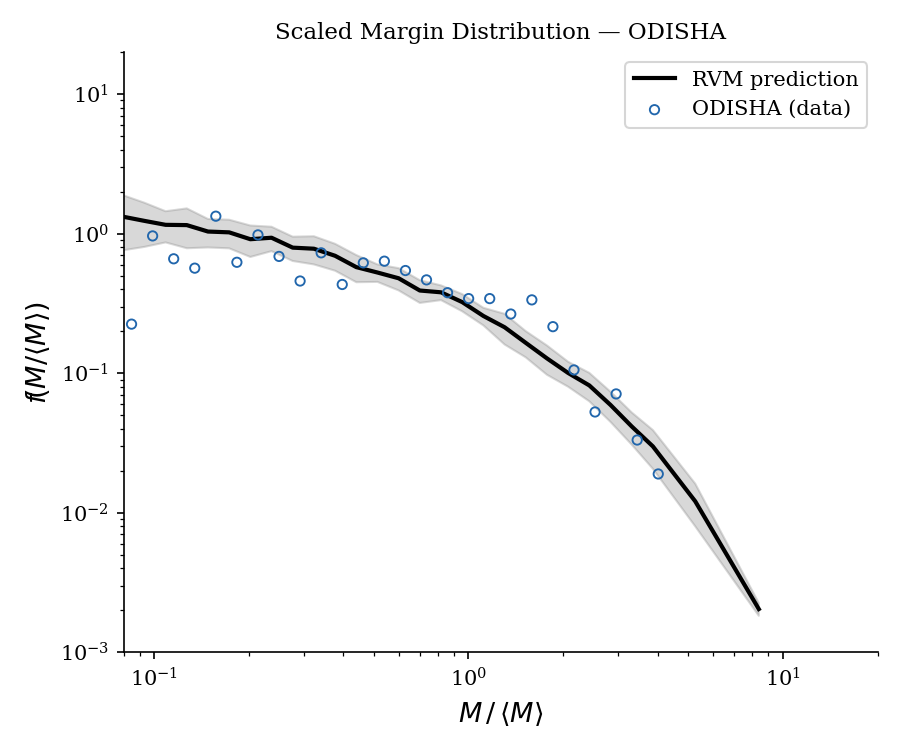 Scaled Margin Distribution — ODISHA
RVM prediction
ODISHA (data)
10¹
10⁰
10⁻¹
10⁻²
10⁻³
f(M/⟨M⟩)
10⁻¹
10⁰
10¹
M / ⟨M⟩